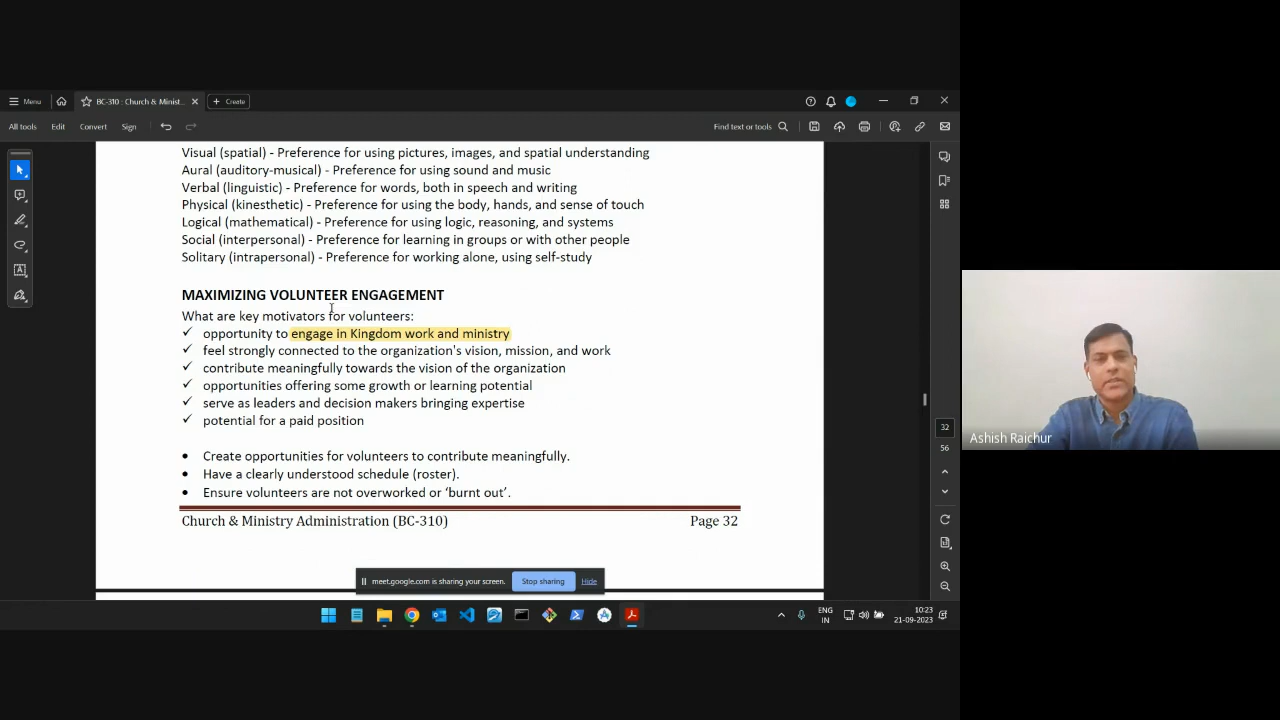 Menu
BC-310 : Church & Minist...
Create
All tools
Edit
Convert
Sign
Find text or tools
Visual (spatial) - Preference for using pictures, images, and spatial understanding
Aural (auditory-musical) - Preference for using sound and music
Verbal (linguistic) - Preference for words, both in speech and writing
Physical (kinesthetic) - Preference for using the body, hands, and sense of touch
Logical (mathematical) - Preference for using logic, reasoning, and systems
Social (interpersonal) - Preference for learning in groups or with other people
Solitary (intrapersonal) - Preference for working alone, using self-study
MAXIMIZING VOLUNTEER ENGAGEMENT
What are key motivators for volunteers:
✓ opportunity to engage in Kingdom work and ministry
✓ feel strongly connected to the organization's vision, mission, and work
✓ contribute meaningfully towards the vision of the organization
✓ opportunities offering some growth or learning potential
✓ serve as leaders and decision makers bringing expertise
✓ potential for a paid position
• Create opportunities for volunteers to contribute meaningfully.
• Have a clearly understood schedule (roster).
• Ensure volunteers are not overworked or ‘burnt out’.
Church & Ministry Administration (BC-310)
Page 32
32
56
meet.google.com is sharing your screen.
Stop sharing
Hide
ENG
IN
10:23
21-09-2023
Ashish Raichur